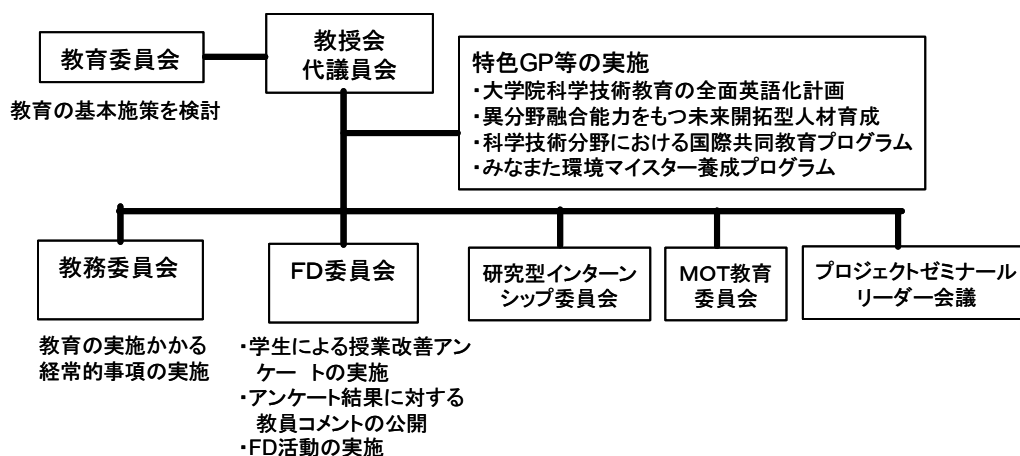 教育委員会
教育の基本施策を検討
教授会
代議員会
特色GP等の実施
・大学院科学技術教育の全面英語化計画
・異分野融合能力をもつ未来開拓型人材育成
・科学技術分野における国際共同教育プログラム
・みなまた環境マイスター養成プログラム
教務委員会
教育の実施かかる
経常的事項の実施
FD委員会
・学生による授業改善アン
ケートの実施
・アンケート結果に対する
教員コメントの公開
・FD活動の実施
研究型インターン
シップ委員会
MOT教育
委員会
プロジェクトゼミナール
リーダー会議